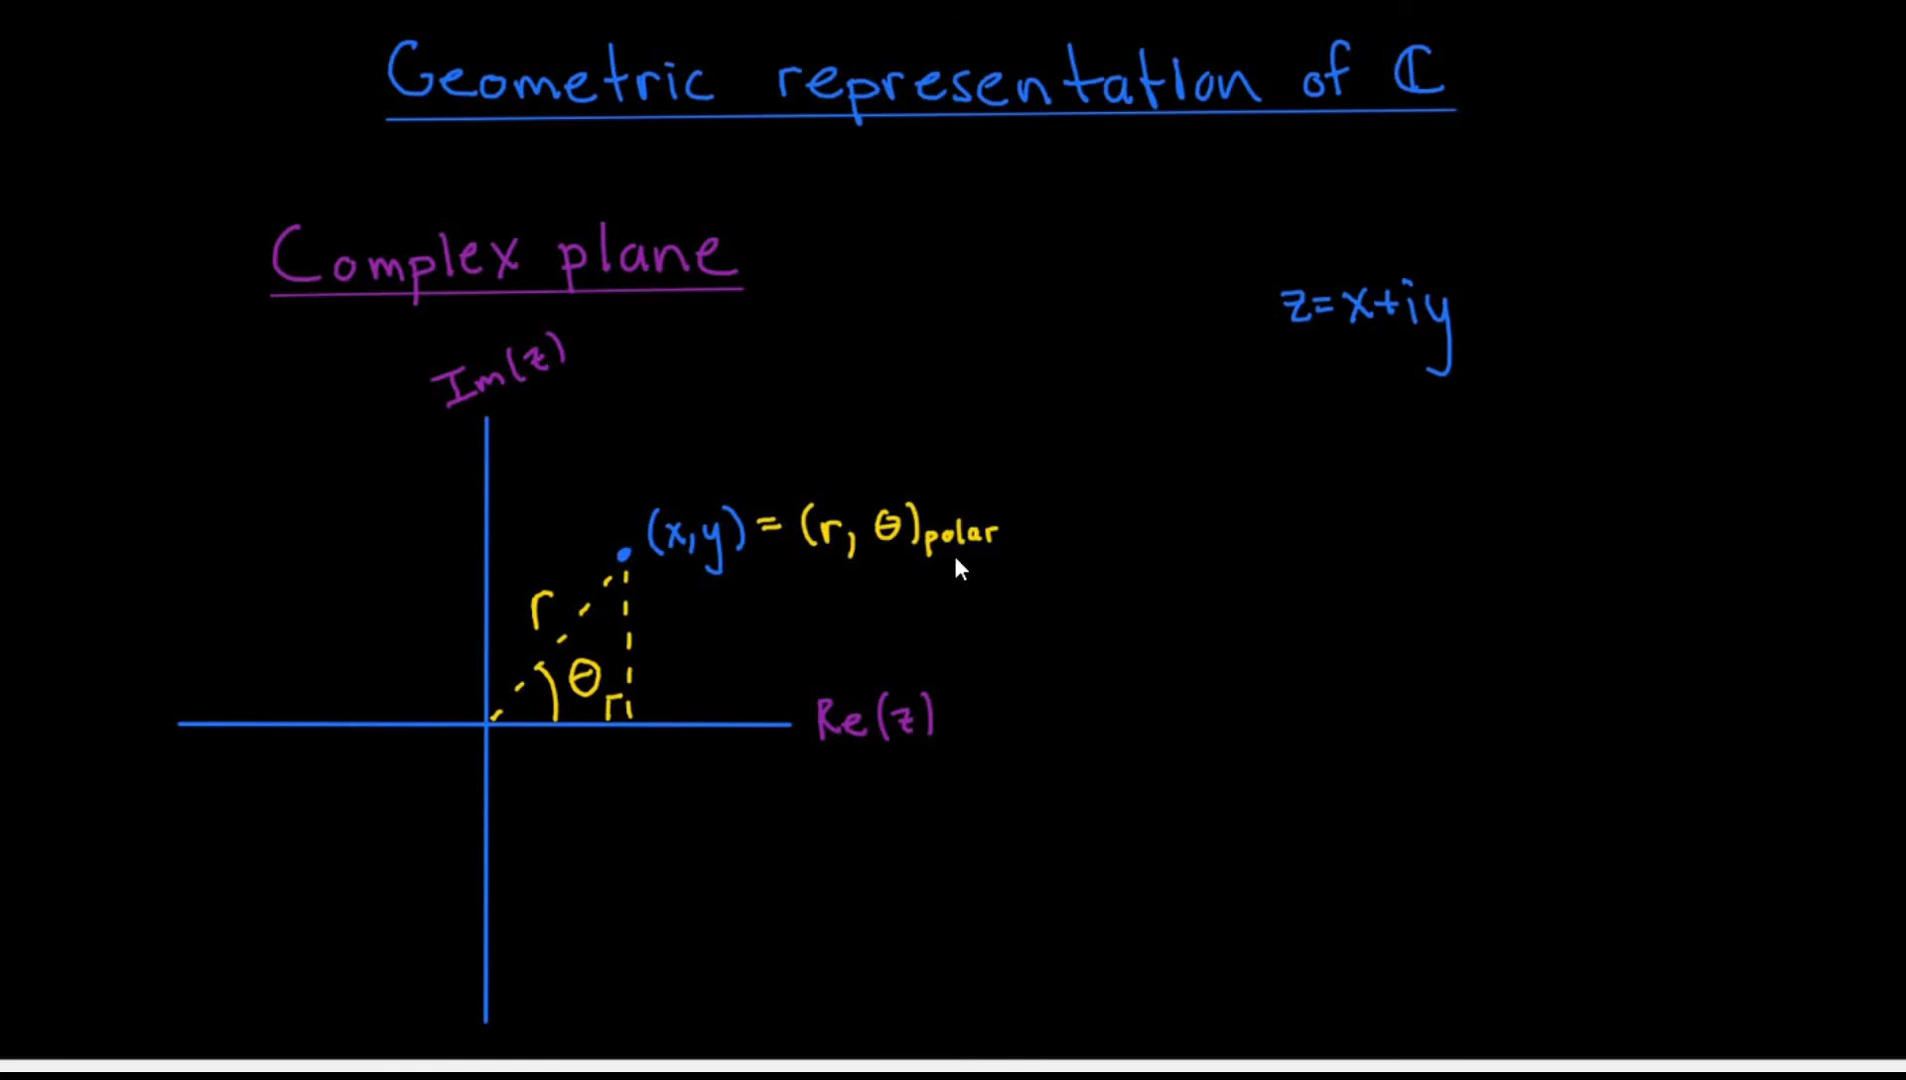 Geometric representation of ℂ
Complex plane
z=x+iy
Im(z)
(x,y) = (r, θ)polar
r
θ
Re(z)